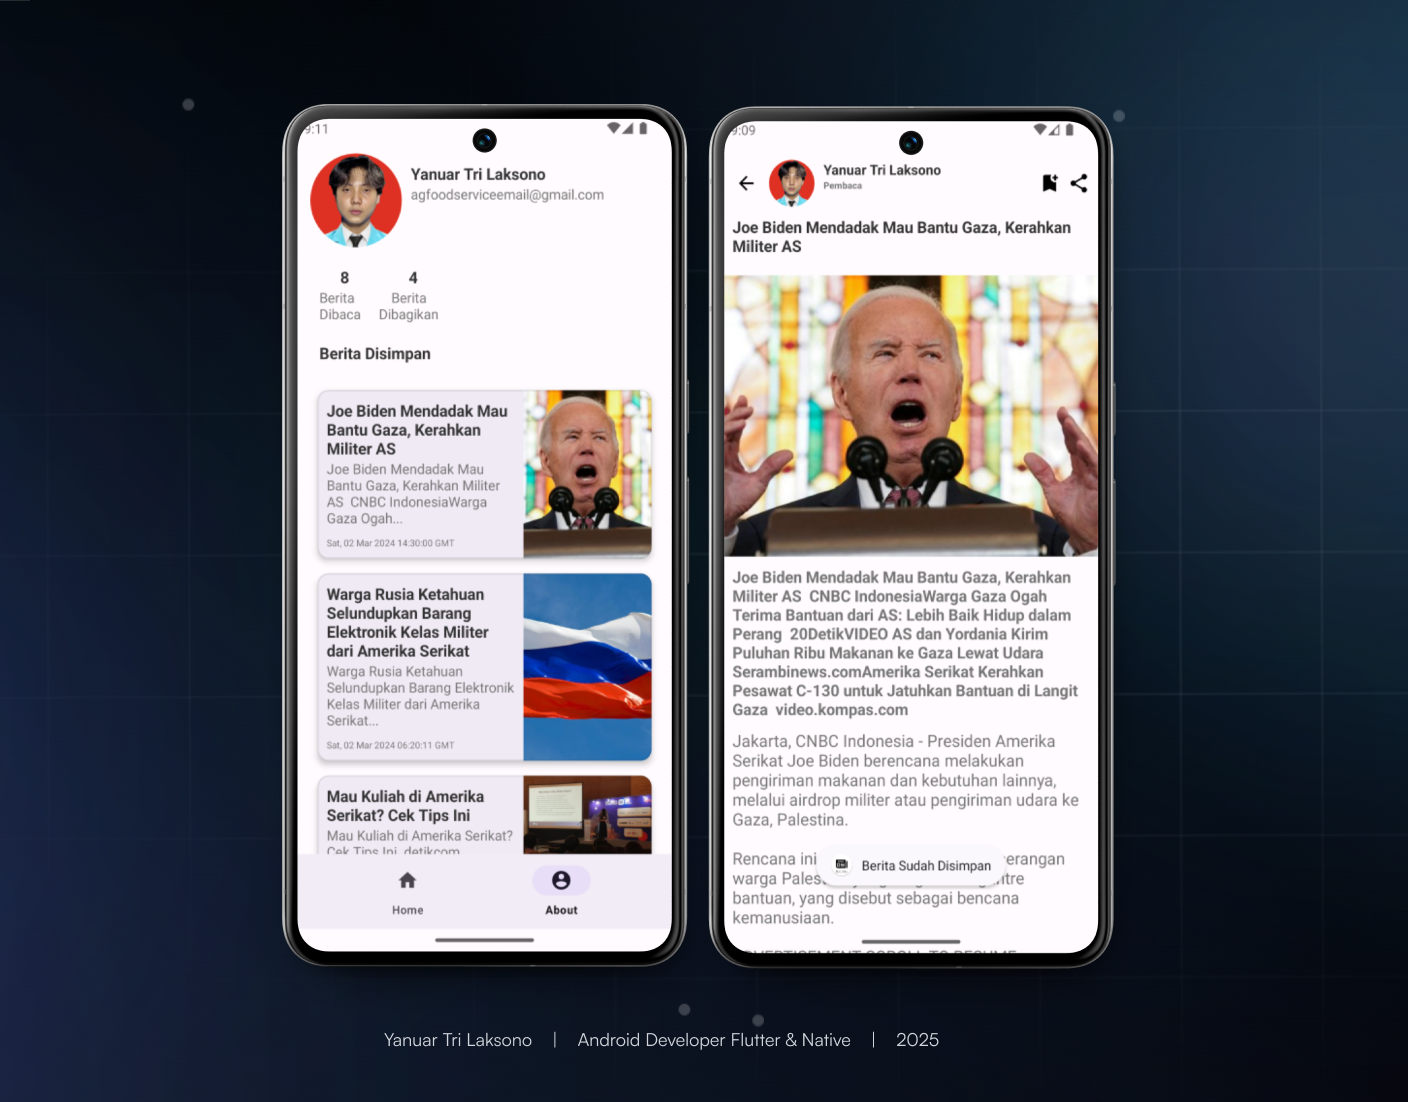 9:11
Yanuar Tri Laksono
agfoodserviceemail@gmail.com
8
Berita
Dibaca
4
Berita
Dibagikan
Berita Disimpan
Joe Biden Mendadak Mau
Bantu Gaza, Kerahkan
Militer AS
Joe Biden Mendadak Mau
Bantu Gaza, Kerahkan Militer
AS CNBC IndonesiaWarga
Gaza Ogah...
Sat, 02 Mar 2024 14:30:00 GMT
Warga Rusia Ketahuan
Selundupkan Barang
Elektronik Kelas Militer
dari Amerika Serikat
Warga Rusia Ketahuan
Selundupkan Barang Elektronik
Kelas Militer dari Amerika
Serikat...
Sat, 02 Mar 2024 06:20:11 GMT
Mau Kuliah di Amerika
Serikat? Cek Tips Ini
Mau Kuliah di Amerika Serikat?
Cek Tips Ini detikcom
Home
About
9:09
Yanuar Tri Laksono
Pembaca
Joe Biden Mendadak Mau Bantu Gaza, Kerahkan
Militer AS
Joe Biden Mendadak Mau Bantu Gaza, Kerahkan
Militer AS CNBC IndonesiaWarga Gaza Ogah
Terima Bantuan dari AS: Lebih Baik Hidup dalam
Perang 20DetikVIDEO AS dan Yordania Kirim
Puluhan Ribu Makanan ke Gaza Lewat Udara
Serambinews.comAmerika Serikat Kerahkan
Pesawat C-130 untuk Jatuhkan Bantuan di Langit
Gaza video.kompas.com
Jakarta, CNBC Indonesia - Presiden Amerika
Serikat Joe Biden berencana melakukan
pengiriman makanan dan kebutuhan lainnya,
melalui airdrop militer atau pengiriman udara ke
Gaza, Palestina.
Rencana ini
warga
Berita Sudah Disimpan
bantuan, yang disebut sebagai bencana
kemanusiaan.
ADVERTISEMENT SCROLL TO RESUME
Yanuar Tri Laksono | Android Developer Flutter & Native | 2025